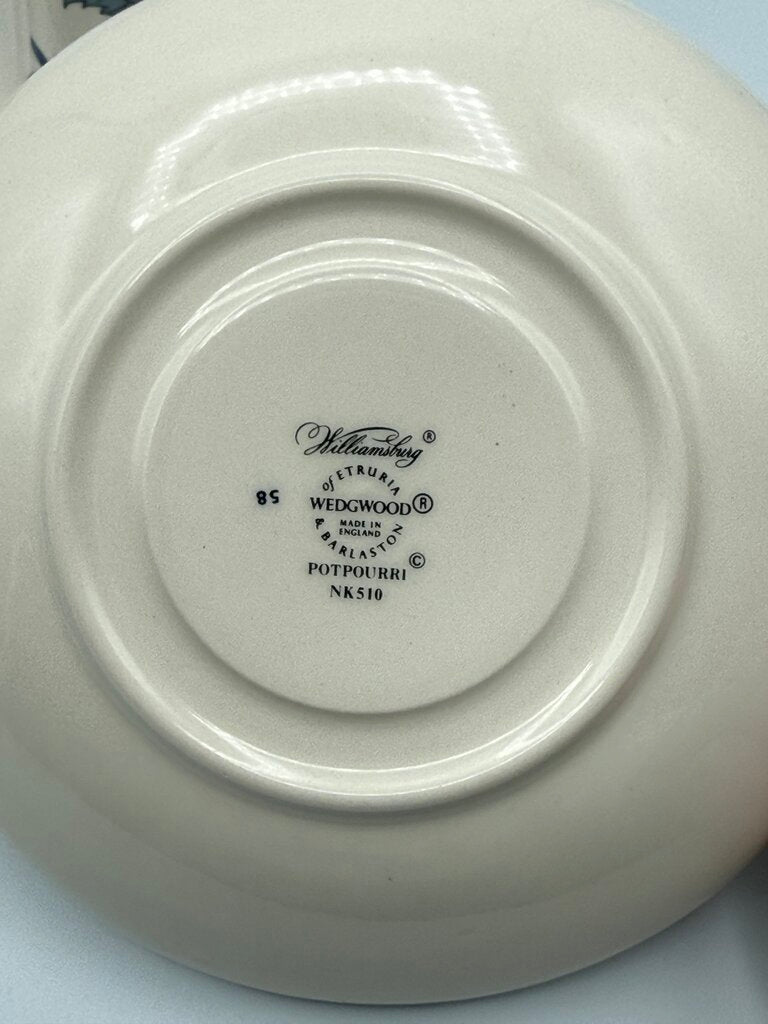 Williamsburg ®
of ETRURIA
WEDGWOOD ®
MADE IN
ENGLAND
& BARLASTON
POTPOURRI ©
NK510
58